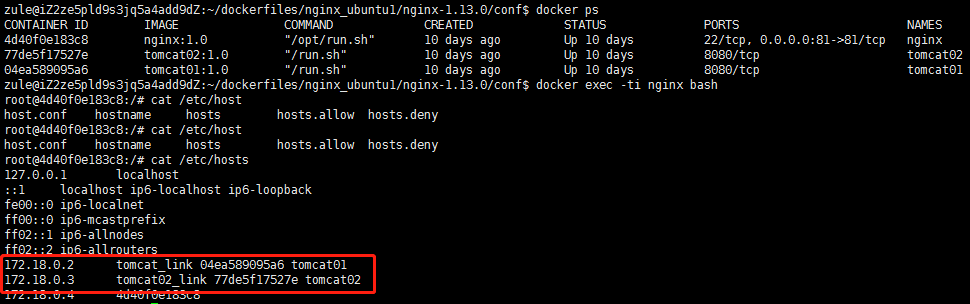 zule@iZ2ze5pld9s3jq5a4add9dZ:~/dockerfiles/nginx_ubuntu1/nginx-1.13.0/conf$ docker ps
CONTAINER ID        IMAGE               COMMAND             CREATED             STATUS              PORTS                        NAMES
4d40f0e183c8        nginx:1.0           "/opt/run.sh"       10 days ago         Up 10 days          22/tcp, 0.0.0.0:81->81/tcp   nginx
77de5f17527e        tomcat02:1.0        "/run.sh"           10 days ago         Up 10 days          8080/tcp                     tomcat02
04ea589095a6        tomcat01:1.0        "/run.sh"           10 days ago         Up 10 days          8080/tcp                     tomcat01
zule@iZ2ze5pld9s3jq5a4add9dZ:~/dockerfiles/nginx_ubuntu1/nginx-1.13.0/conf$ docker exec -ti nginx bash
root@4d40f0e183c8:/# cat /etc/host
host.conf    hostname     hosts        hosts.allow  hosts.deny
root@4d40f0e183c8:/# cat /etc/host
host.conf    hostname     hosts        hosts.allow  hosts.deny
root@4d40f0e183c8:/# cat /etc/hosts
127.0.0.1       localhost
::1     localhost ip6-localhost ip6-loopback
fe00::0 ip6-localnet
ff00::0 ip6-mcastprefix
ff02::1 ip6-allnodes
ff02::2 ip6-allrouters
172.18.0.2      tomcat_link 04ea589095a6 tomcat01
172.18.0.3      tomcat02_link 77de5f17527e tomcat02
172.18.0.4      4d40f0e183c8